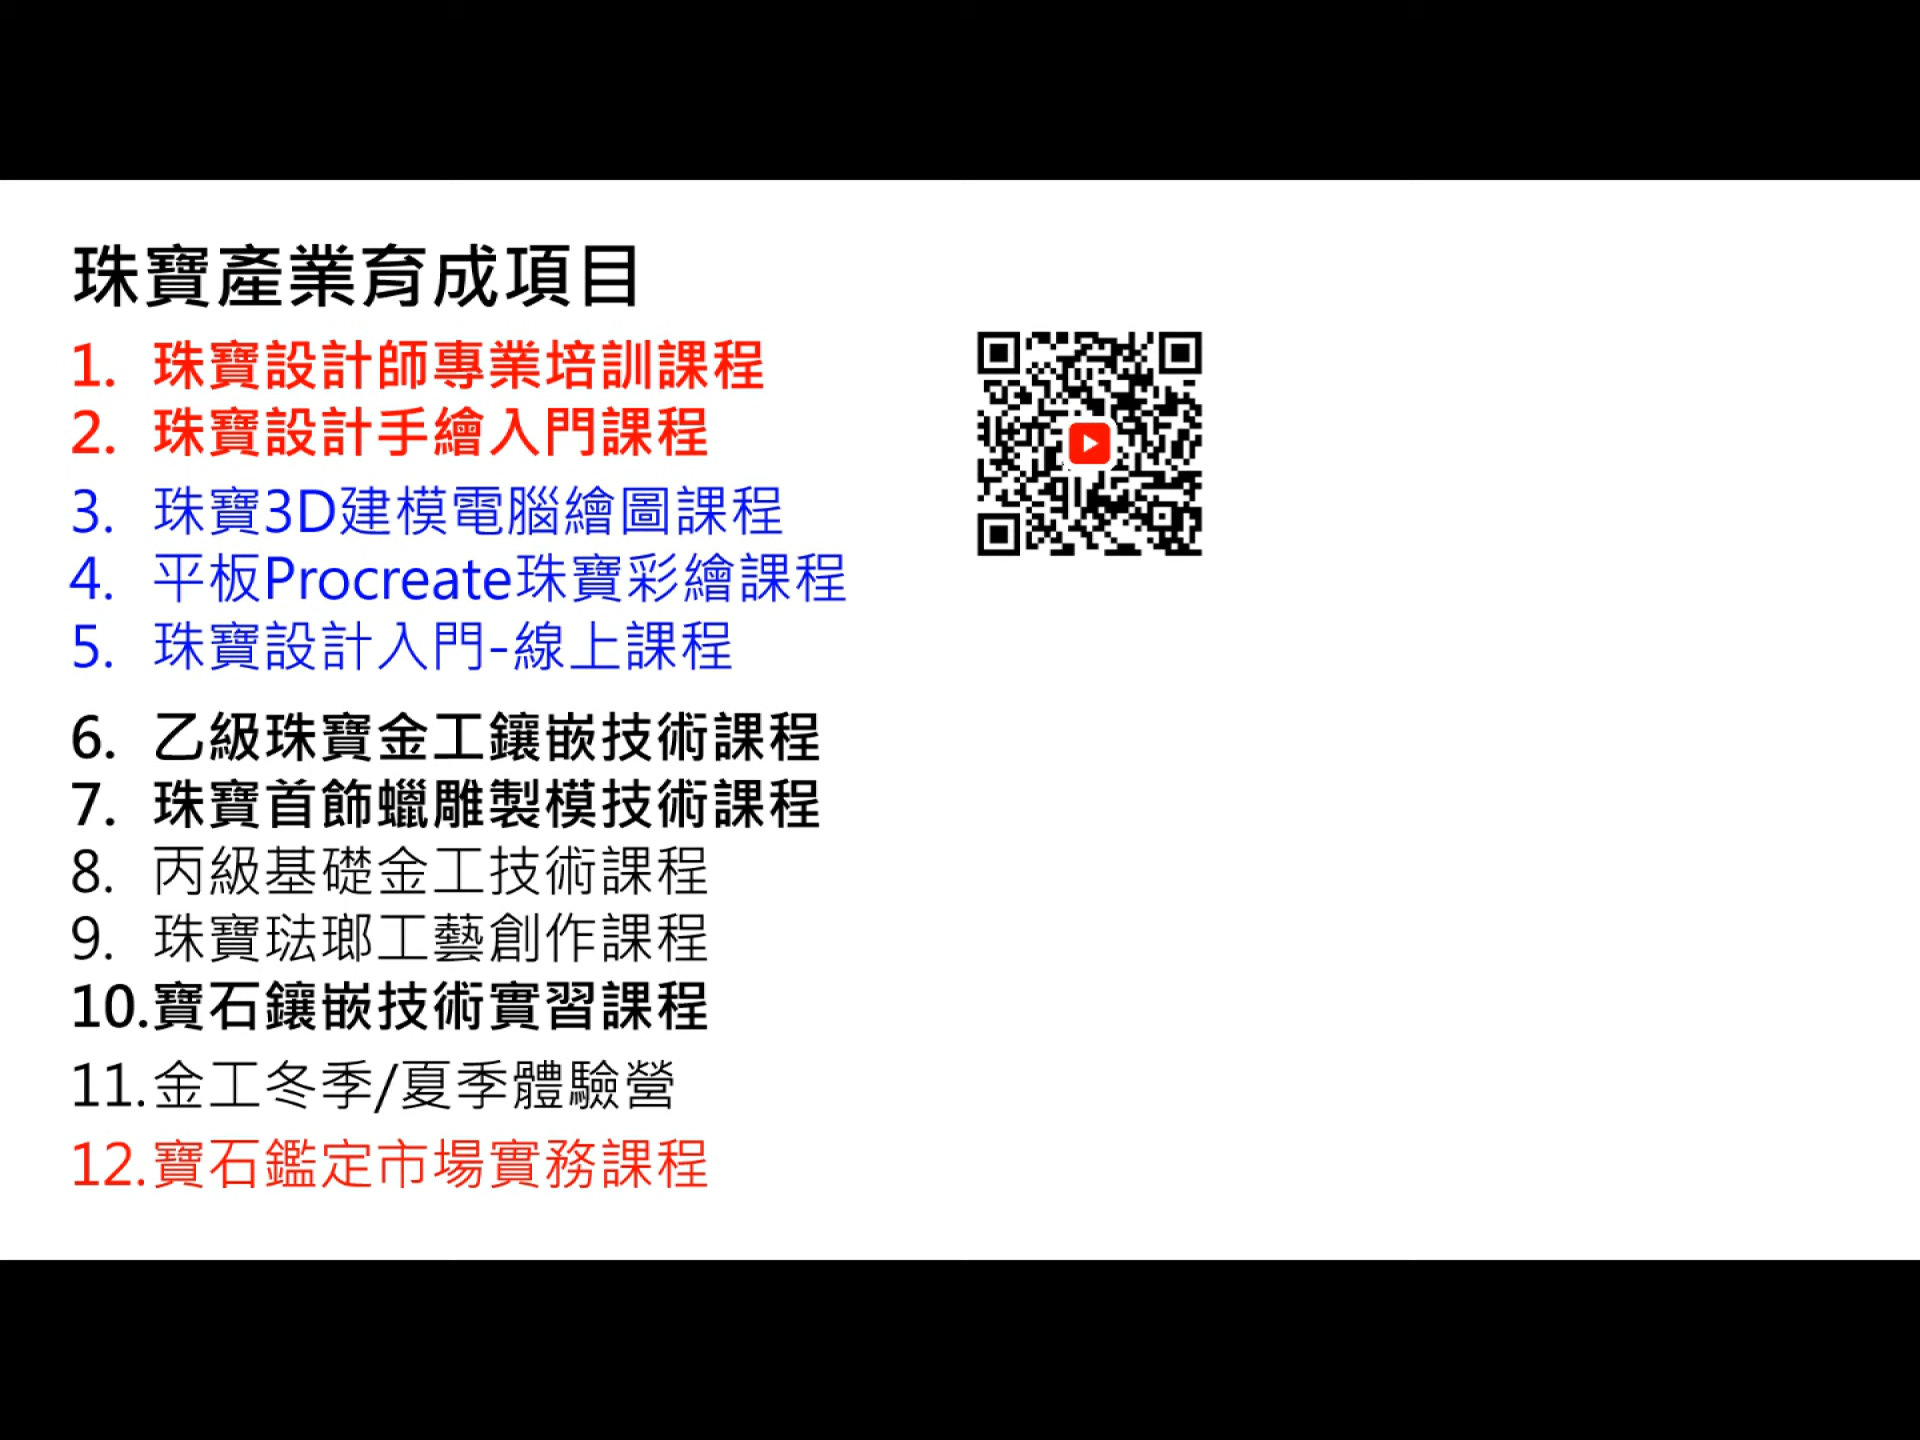 珠寶產業育成項目
1. 珠寶設計師專業培訓課程
2. 珠寶設計手繪入門課程
3. 珠寶3D建模電腦繪圖課程
4. 平板Procreate珠寶彩繪課程
5. 珠寶設計入門-線上課程
6. 乙級珠寶金工鑲嵌技術課程
7. 珠寶首飾蠟雕製模技術課程
8. 丙級基礎金工技術課程
9. 珠寶琺瑯工藝創作課程
10.寶石鑲嵌技術實習課程
11.金工冬季/夏季體驗營
12.寶石鑑定市場實務課程